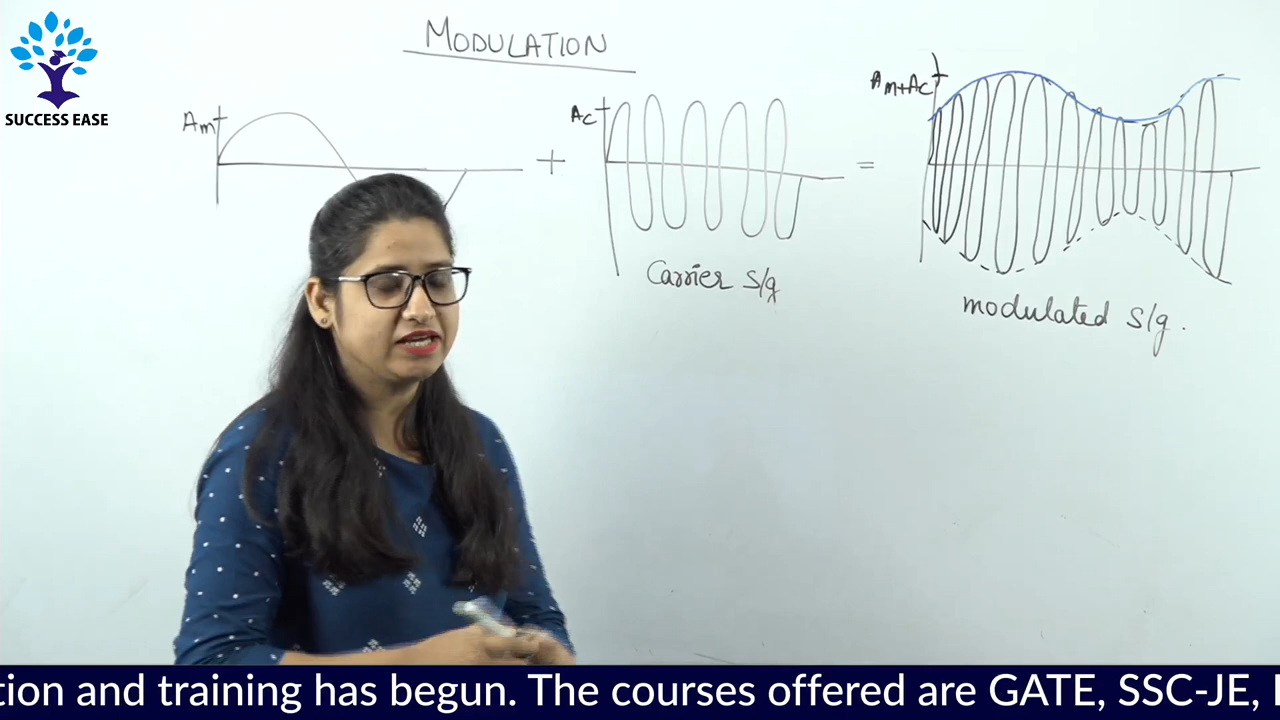 SUCCESS EASE
MODULATION
Am
+
Ac
=
Am+Ac
Carrier S/g
modulated S/g.
tion and training has begun. The courses offered are GATE, SSC-JE,